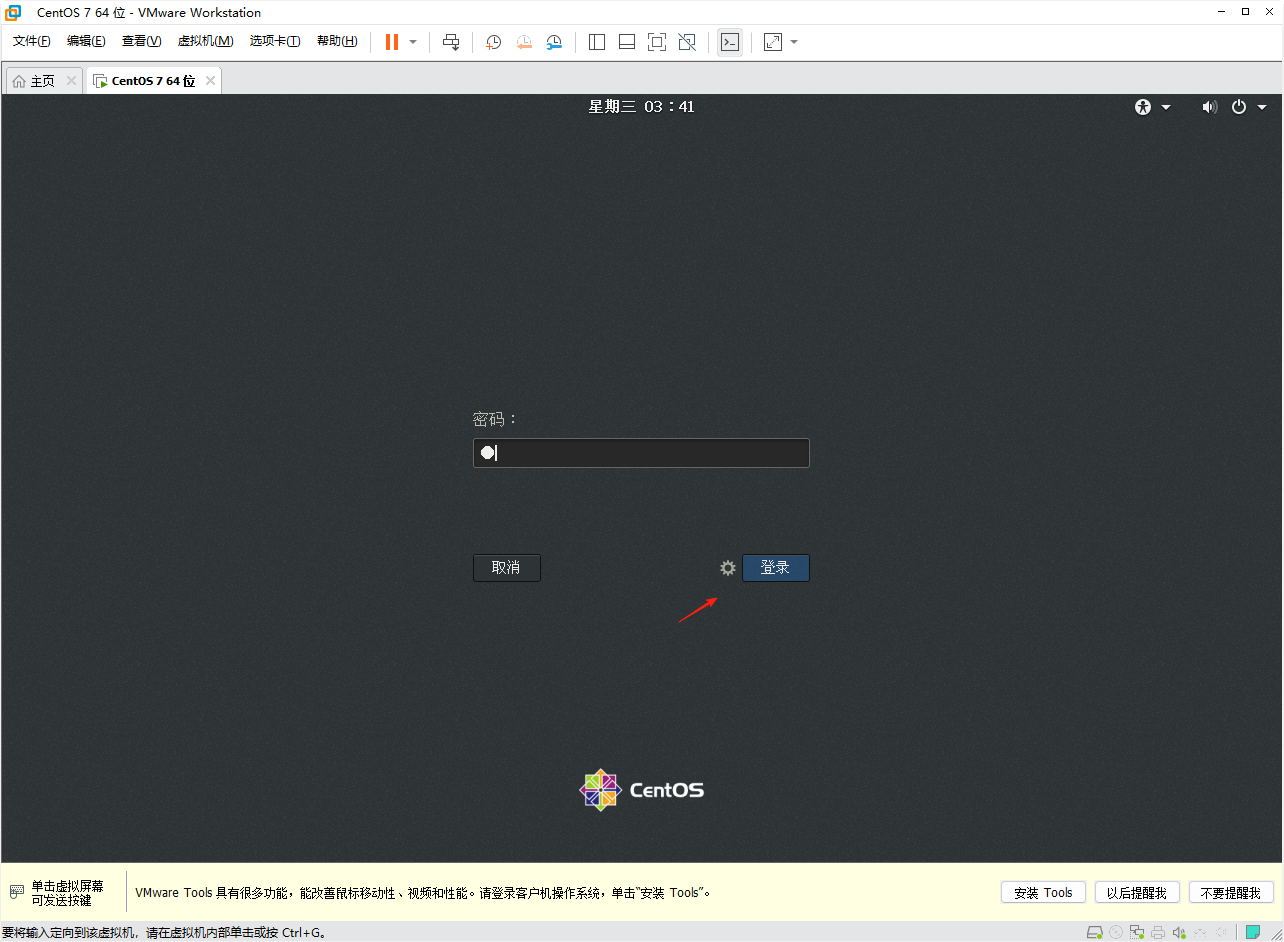 CentOS 7 64 位 - VMware Workstation
文件(F) 编辑(E) 查看(V) 虚拟机(M) 选项卡(T) 帮助(H)
主页 CentOS 7 64 位
星期三 03：41
密码：
取消 登录
CentOS
单击虚拟屏幕
可发送按键
VMware Tools 具有很多功能，能改善鼠标移动性、视频和性能。请登录客户机操作系统，单击“安装 Tools”。
安装 Tools 以后提醒我 不要提醒我
要将输入定向到该虚拟机，请在虚拟机内部单击或按 Ctrl+G。